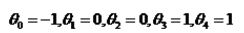 θ₀ = -1, θ₁ = 0, θ₂ = 0, θ₃ = 1, θ₄ = 1